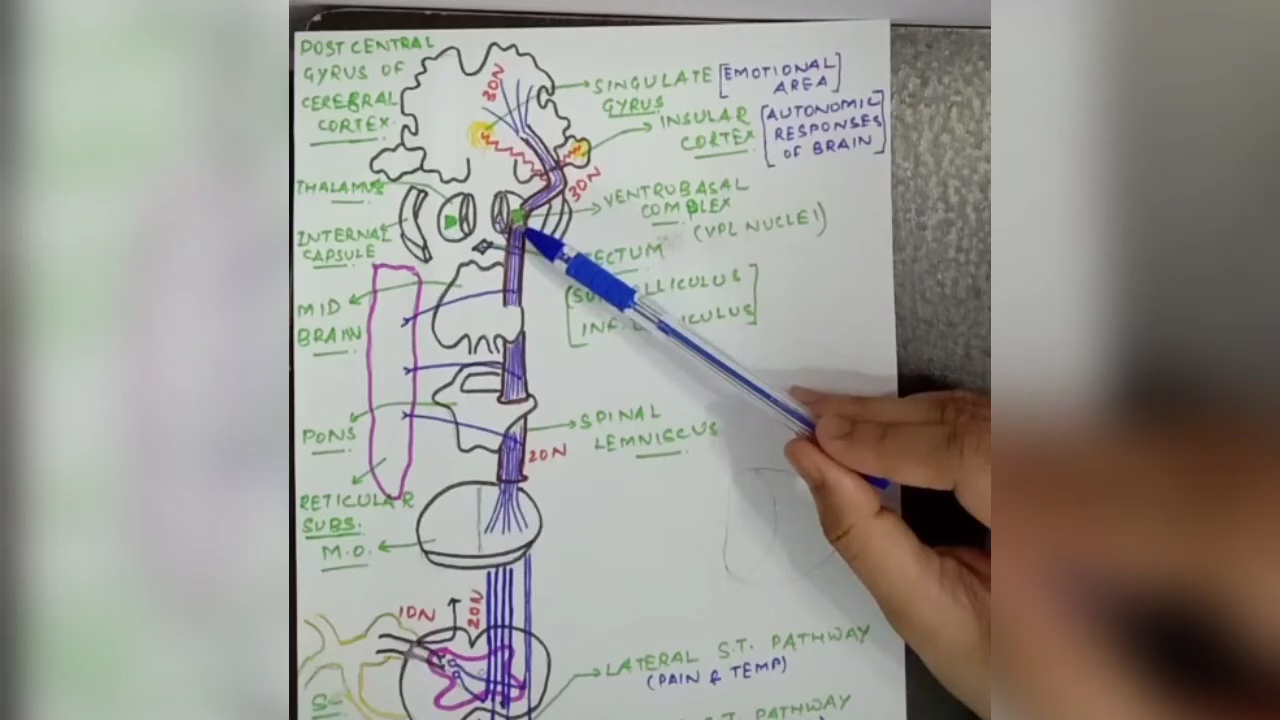 POST CENTRAL
GYRUS OF
CEREBRAL
CORTEX.
30N
SINGULATE
GYRUS
[EMOTIONAL
AREA]
INSULAR
CORTEX
[AUTONOMIC
RESPONSES
OF BRAIN]
30N
THALAMUS
VENTROBASAL
COMPLEX
(VPL NUCLEI)
INTERNAL
CAPSULE
TECTUM
MID
BRAIN
PONS
SPINAL
LEMNISCUS
20N
RETICULAR
SUBS.
M.O.
10N
20N
LATERAL S.T. PATHWAY
(PAIN & TEMP)
S.T. PATHWAY